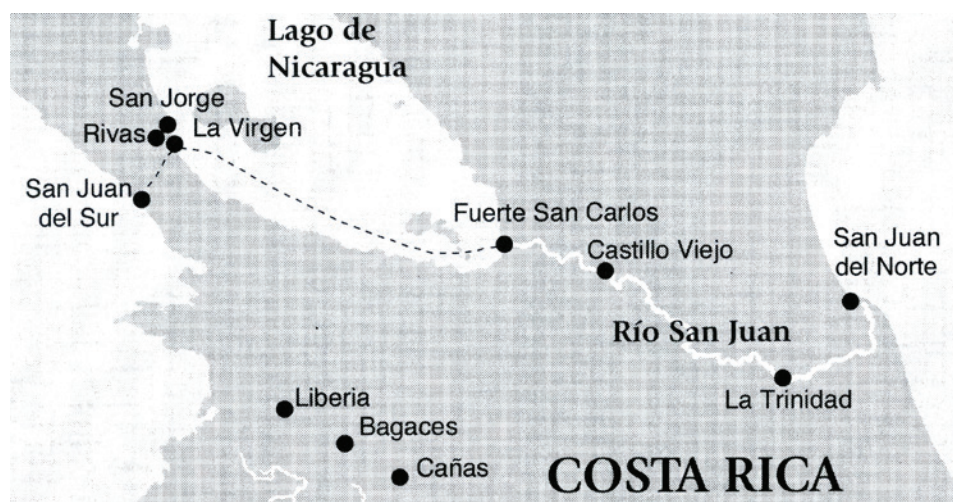 Lago de
Nicaragua
San Jorge
Rivas
La Virgen
San Juan
del Sur
Fuerte San Carlos
Castillo Viejo
San Juan
del Norte
Río San Juan
La Trinidad
Liberia
Bagaces
Cañas
COSTA RICA